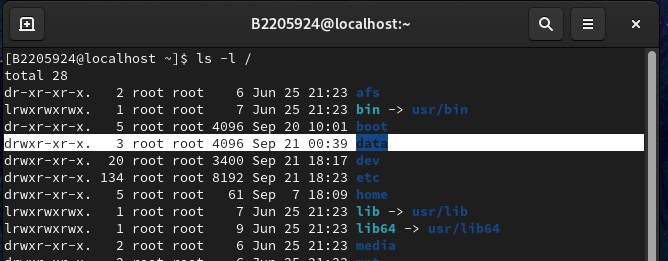 B2205924@localhost:~
[B2205924@localhost ~]$ ls -l /
total 28
dr-xr-xr-x.   2 root root    6 Jun 25 21:23 afs
lrwxrwxrwx.   1 root root    7 Jun 25 21:23 bin -> usr/bin
dr-xr-xr-x.   5 root root 4096 Sep 20 10:01 boot
drwxr-xr-x.   3 root root 4096 Sep 21 00:39 data
drwxr-xr-x.  20 root root 3400 Sep 21 18:17 dev
drwxr-xr-x. 134 root root 8192 Sep 21 18:23 etc
drwxr-xr-x.   5 root root   61 Sep  7 18:09 home
lrwxrwxrwx.   1 root root    7 Jun 25 21:23 lib -> usr/lib
lrwxrwxrwx.   1 root root    9 Jun 25 21:23 lib64 -> usr/lib64
drwxr-xr-x.   2 root root    6 Jun 25 21:23 media